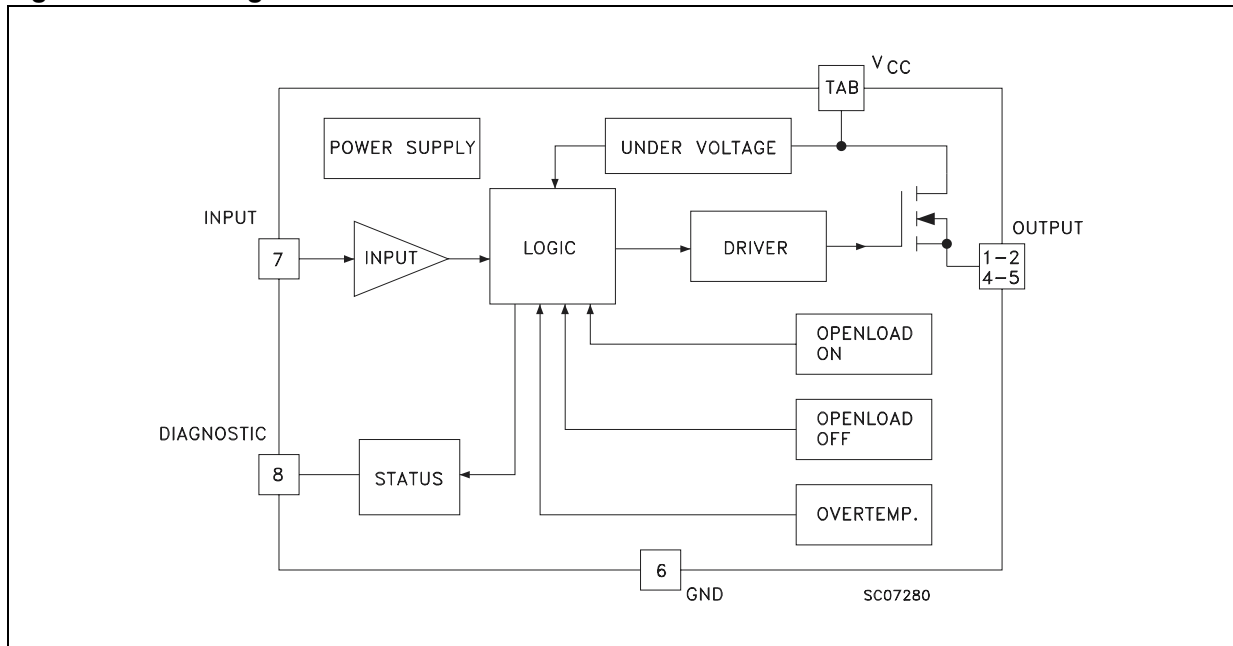 V CC
TAB
POWER SUPPLY
UNDER VOLTAGE
INPUT
7
INPUT
LOGIC
DRIVER
OUTPUT
1-2
4-5
OPENLOAD
ON
OPENLOAD
OFF
DIAGNOSTIC
8
STATUS
OVERTEMP.
6
GND
SC07280